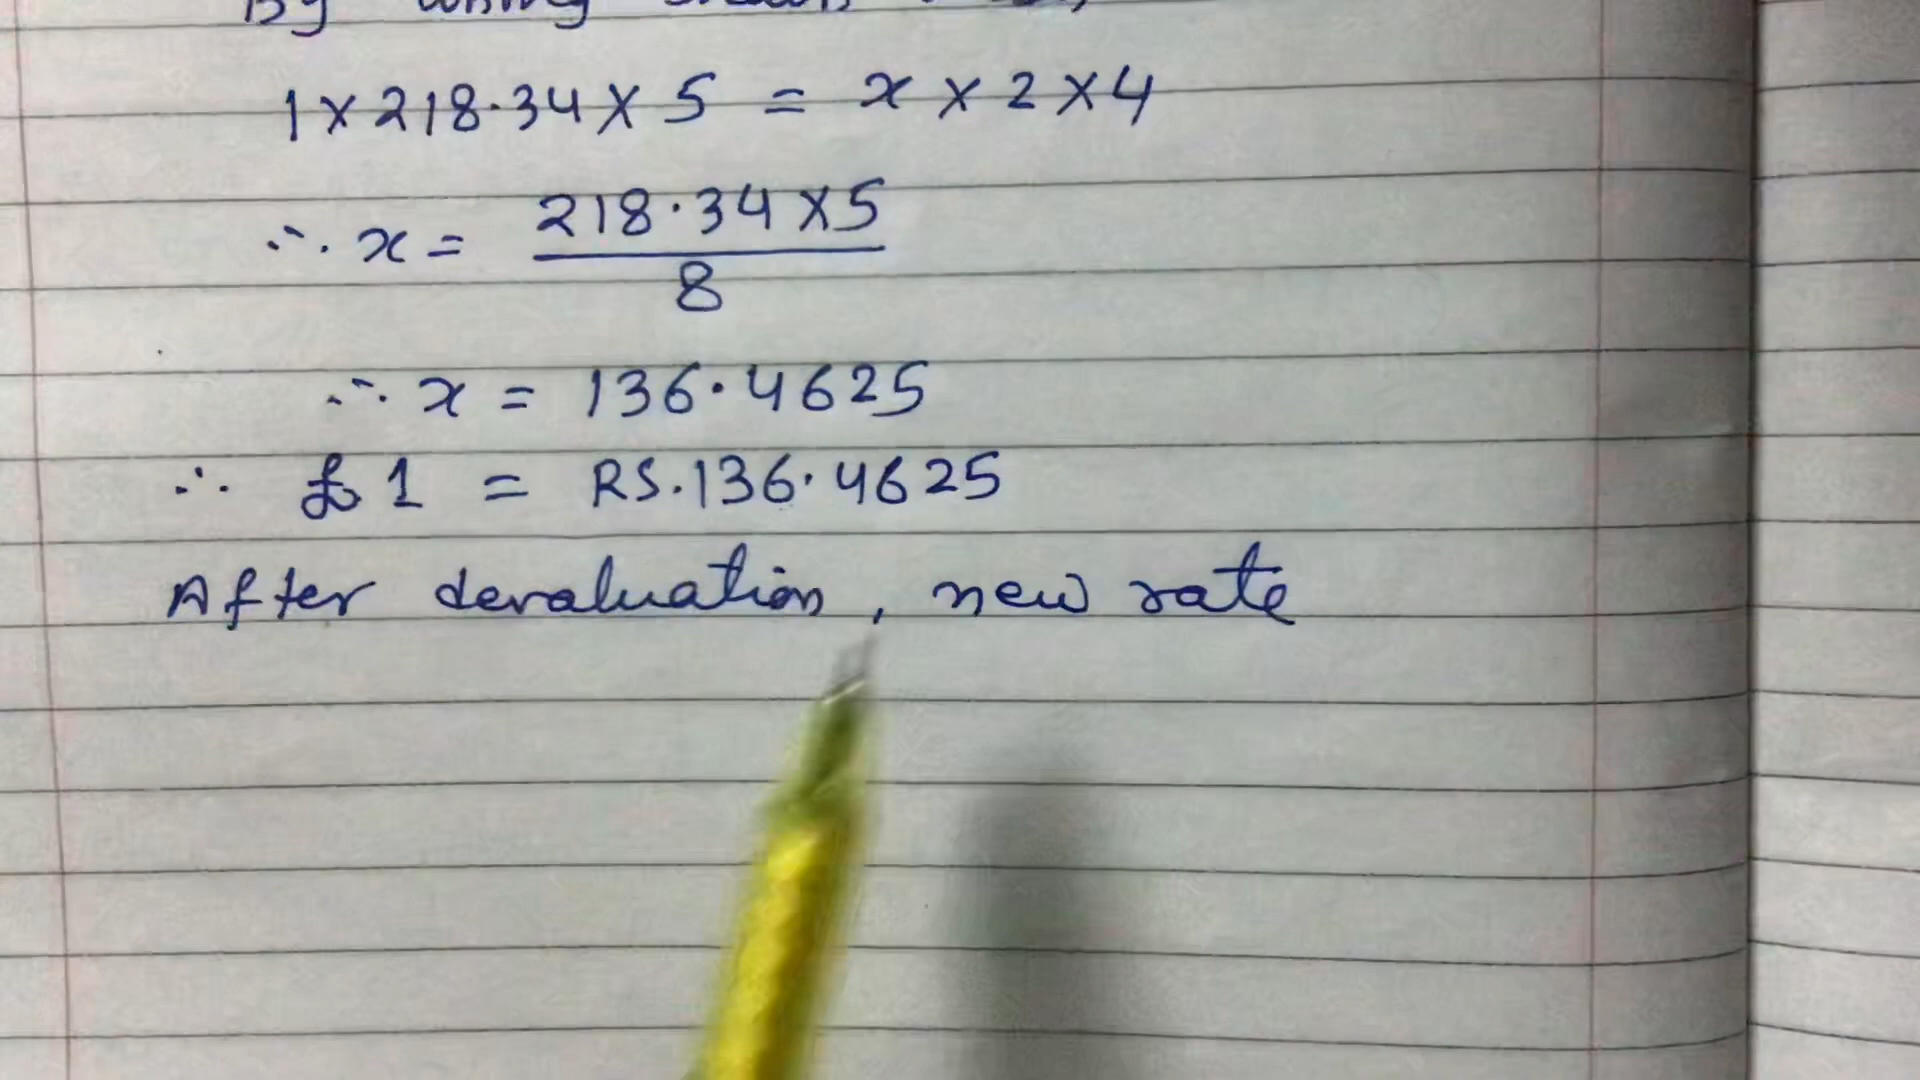 By
1 × 218.34 × 5 = x × 2 × 4
∴ x = 218.34 × 5
8
∴ x = 136.4625
∴ £ 1 = RS. 136.4625
After devaluation, new rate